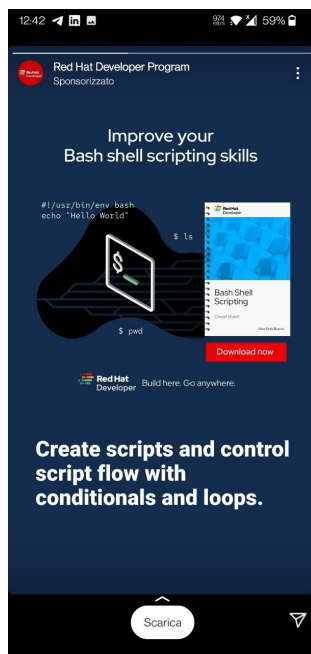 12:42
974
KB/S
59%
Red Hat Developer Program
Sponsorizzato
Improve your
Bash shell scripting skills
#!/usr/bin/env bash
echo "Hello World"
$ ls
$
$ pwd
Red Hat
Developer
Bash Shell
Scripting
Cheat sheet
Download now
Red Hat
Developer
Build here. Go anywhere.
Create scripts and control
script flow with
conditionals and loops.
Scarica